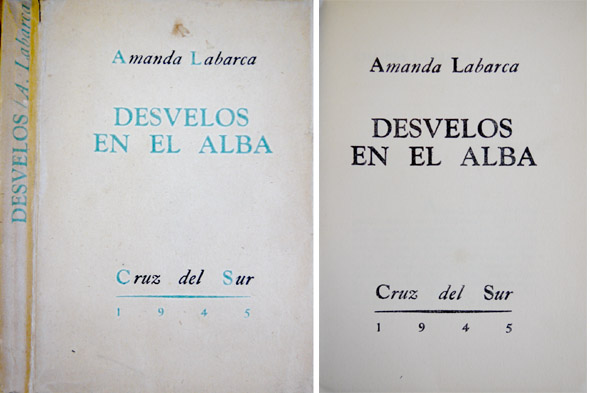 DESVELOS / A. Labarca
Amanda Labarca
DESVELOS
EN EL ALBA
Cruz del Sur
1 9 4 5
Amanda Labarca
DESVELOS
EN EL ALBA
Cruz del Sur
1 9 4 5